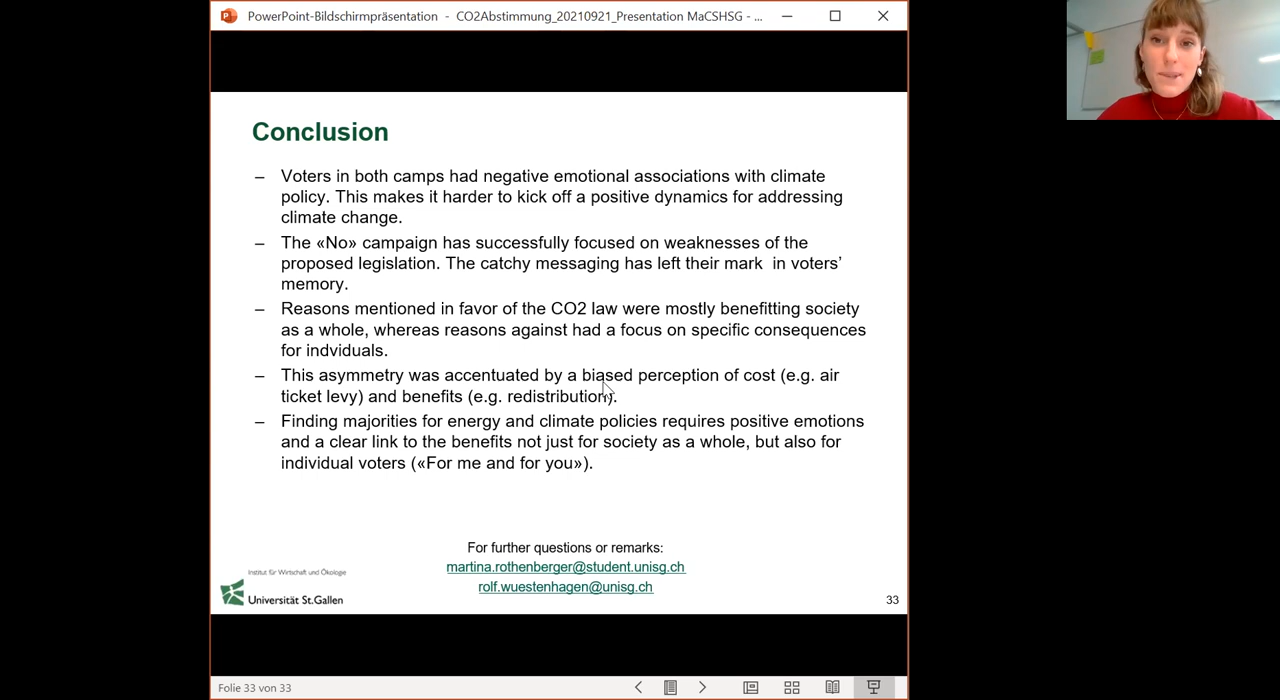 PowerPoint-Bildschirmpräsentation - CO2Abstimmung_20210921_Presentation MaCSHSG - ...
Conclusion
– Voters in both camps had negative emotional associations with climate
policy. This makes it harder to kick off a positive dynamics for addressing
climate change.
– The «No» campaign has successfully focused on weaknesses of the
proposed legislation. The catchy messaging has left their mark in voters'
memory.
– Reasons mentioned in favor of the CO2 law were mostly benefitting society
as a whole, whereas reasons against had a focus on specific consequences
for indviduals.
– This asymmetry was accentuated by a biased perception of cost (e.g. air
ticket levy) and benefits (e.g. redistribution).
– Finding majorities for energy and climate policies requires positive emotions
and a clear link to the benefits not just for society as a whole, but also for
individual voters («For me and for you»).
For further questions or remarks:
martina.rothenberger@student.unisg.ch
rolf.wuestenhagen@unisg.ch
Institut für Wirtschaft und Ökologie
Universität St.Gallen
33
Folie 33 von 33